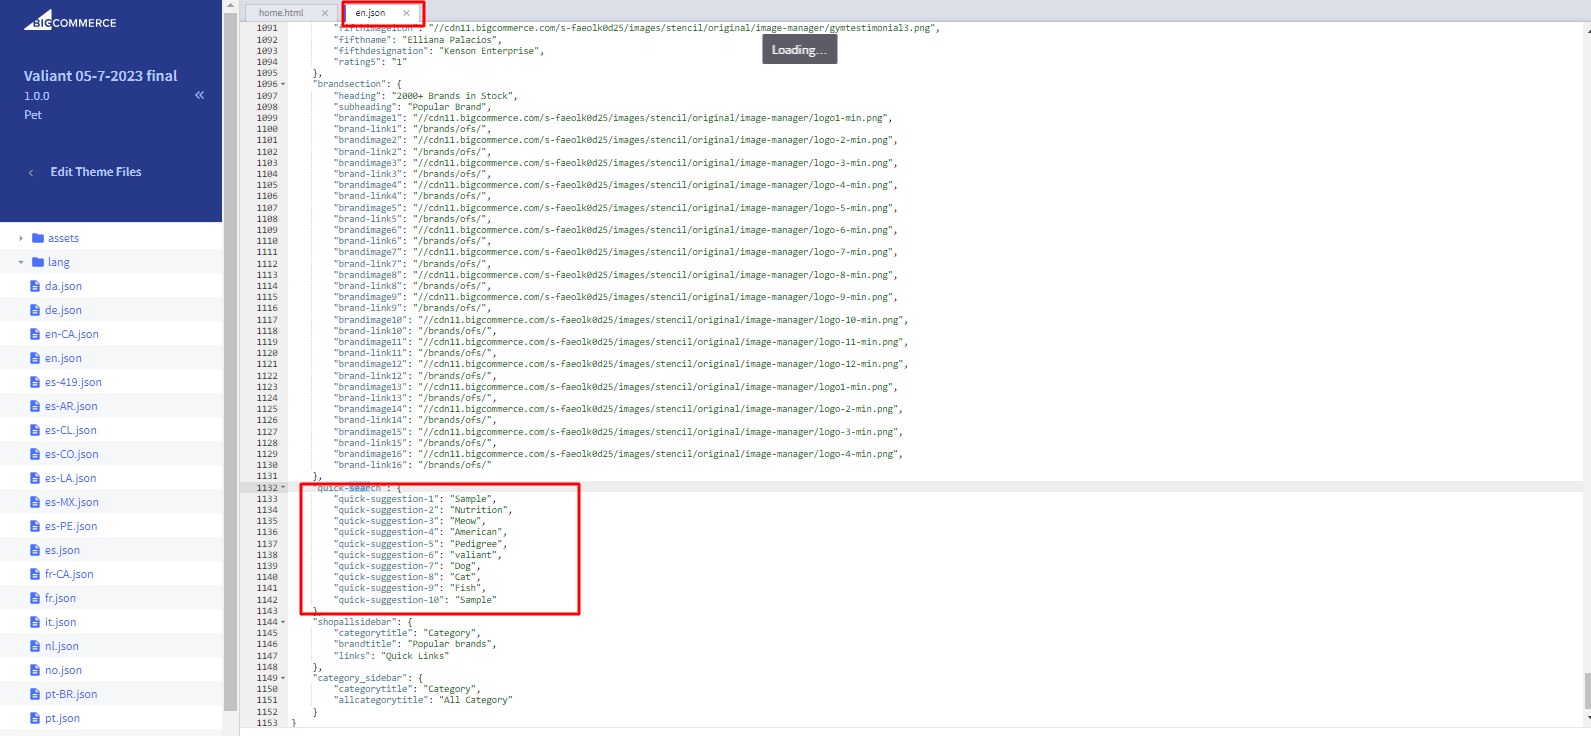 BIGCOMMERCE
Valiant 05-7-2023 final
1.0.0
Pet
Edit Theme Files
assets
lang
da.json
de.json
en-CA.json
en.json
es-419.json
es-AR.json
es-CL.json
es-CO.json
es-LA.json
es-MX.json
es-PE.json
es.json
fr-CA.json
fr.json
it.json
nl.json
no.json
pt-BR.json
pt.json
home.html
en.json
Loading...
1091 "fifthimageicon": "//cdn11.bigcommerce.com/s-faeolk0d25/images/stencil/original/image-manager/gymtestimonial3.png",
1092 "fifthname": "Elliana Palacios",
1093 "fifthdesignation": "Kenson Enterprise",
1094 "rating5": "1"
1095 },
1096 "brandsection": {
1097 "heading": "2000+ Brands in Stock",
1098 "subheading": "Popular Brand",
1099 "brandimage1": "//cdn11.bigcommerce.com/s-faeolk0d25/images/stencil/original/image-manager/logo1-min.png",
1100 "brand-link1": "/brands/ofs/",
1101 "brandimage2": "//cdn11.bigcommerce.com/s-faeolk0d25/images/stencil/original/image-manager/logo-2-min.png",
1102 "brand-link2": "/brands/ofs/",
1103 "brandimage3": "//cdn11.bigcommerce.com/s-faeolk0d25/images/stencil/original/image-manager/logo-3-min.png",
1104 "brand-link3": "/brands/ofs/",
1105 "brandimage4": "//cdn11.bigcommerce.com/s-faeolk0d25/images/stencil/original/image-manager/logo-4-min.png",
1106 "brand-link4": "/brands/ofs/",
1107 "brandimage5": "//cdn11.bigcommerce.com/s-faeolk0d25/images/stencil/original/image-manager/logo-5-min.png",
1108 "brand-link5": "/brands/ofs/",
1109 "brandimage6": "//cdn11.bigcommerce.com/s-faeolk0d25/images/stencil/original/image-manager/logo-6-min.png",
1110 "brand-link6": "/brands/ofs/",
1111 "brandimage7": "//cdn11.bigcommerce.com/s-faeolk0d25/images/stencil/original/image-manager/logo-7-min.png",
1112 "brand-link7": "/brands/ofs/",
1113 "brandimage8": "//cdn11.bigcommerce.com/s-faeolk0d25/images/stencil/original/image-manager/logo-8-min.png",
1114 "brand-link8": "/brands/ofs/",
1115 "brandimage9": "//cdn11.bigcommerce.com/s-faeolk0d25/images/stencil/original/image-manager/logo-9-min.png",
1116 "brand-link9": "/brands/ofs/",
1117 "brandimage10": "//cdn11.bigcommerce.com/s-faeolk0d25/images/stencil/original/image-manager/logo-10-min.png",
1118 "brand-link10": "/brands/ofs/",
1119 "brandimage11": "//cdn11.bigcommerce.com/s-faeolk0d25/images/stencil/original/image-manager/logo-11-min.png",
1120 "brand-link11": "/brands/ofs/",
1121 "brandimage12": "//cdn11.bigcommerce.com/s-faeolk0d25/images/stencil/original/image-manager/logo-12-min.png",
1122 "brand-link12": "/brands/ofs/",
1123 "brandimage13": "//cdn11.bigcommerce.com/s-faeolk0d25/images/stencil/original/image-manager/logo1-min.png",
1124 "brand-link13": "/brands/ofs/",
1125 "brandimage14": "//cdn11.bigcommerce.com/s-faeolk0d25/images/stencil/original/image-manager/logo-2-min.png",
1126 "brand-link14": "/brands/ofs/",
1127 "brandimage15": "//cdn11.bigcommerce.com/s-faeolk0d25/images/stencil/original/image-manager/logo-3-min.png",
1128 "brand-link15": "/brands/ofs/",
1129 "brandimage16": "//cdn11.bigcommerce.com/s-faeolk0d25/images/stencil/original/image-manager/logo-4-min.png",
1130 "brand-link16": "/brands/ofs/"
1131 },
1132 "quick-search": {
1133 "quick-suggestion-1": "Sample",
1134 "quick-suggestion-2": "Nutrition",
1135 "quick-suggestion-3": "Meow",
1136 "quick-suggestion-4": "American",
1137 "quick-suggestion-5": "Pedigree",
1138 "quick-suggestion-6": "valiant",
1139 "quick-suggestion-7": "Dog",
1140 "quick-suggestion-8": "Cat",
1141 "quick-suggestion-9": "Fish",
1142 "quick-suggestion-10": "Sample"
1143 },
1144 "shopallsidebar": {
1145 "categorytitle": "Category",
1146 "brandtitle": "Popular brands",
1147 "links": "Quick Links"
1148 },
1149 "category_sidebar": {
1150 "categorytitle": "Category",
1151 "allcategorytitle": "All Category"
1152 }
1153 }